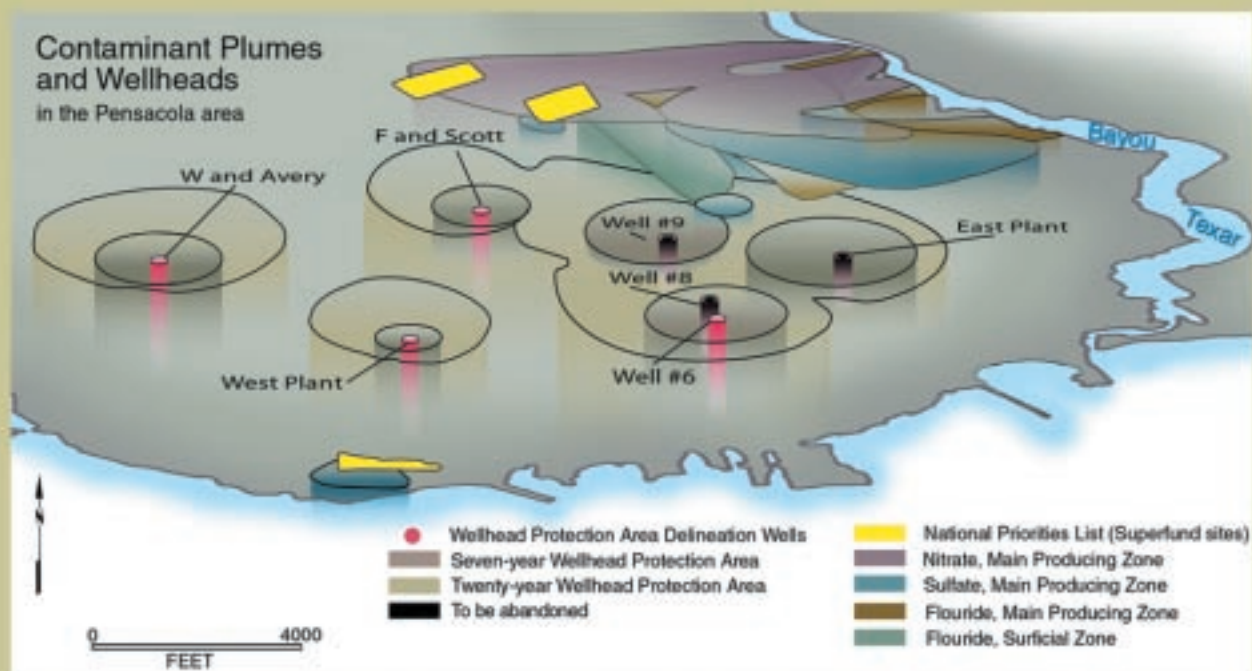 Contaminant Plumes
and Wellheads
in the Pensacola area
F and Scott
W and Avery
Bayou
Texar
Well #9
East Plant
Well #8
West Plant
Well #6
N
0 4000
FEET
Wellhead Protection Area Delineation Wells
Seven-year Wellhead Protection Area
Twenty-year Wellhead Protection Area
To be abandoned
National Priorities List (Superfund sites)
Nitrate, Main Producing Zone
Sulfate, Main Producing Zone
Flouride, Main Producing Zone
Flouride, Surficial Zone